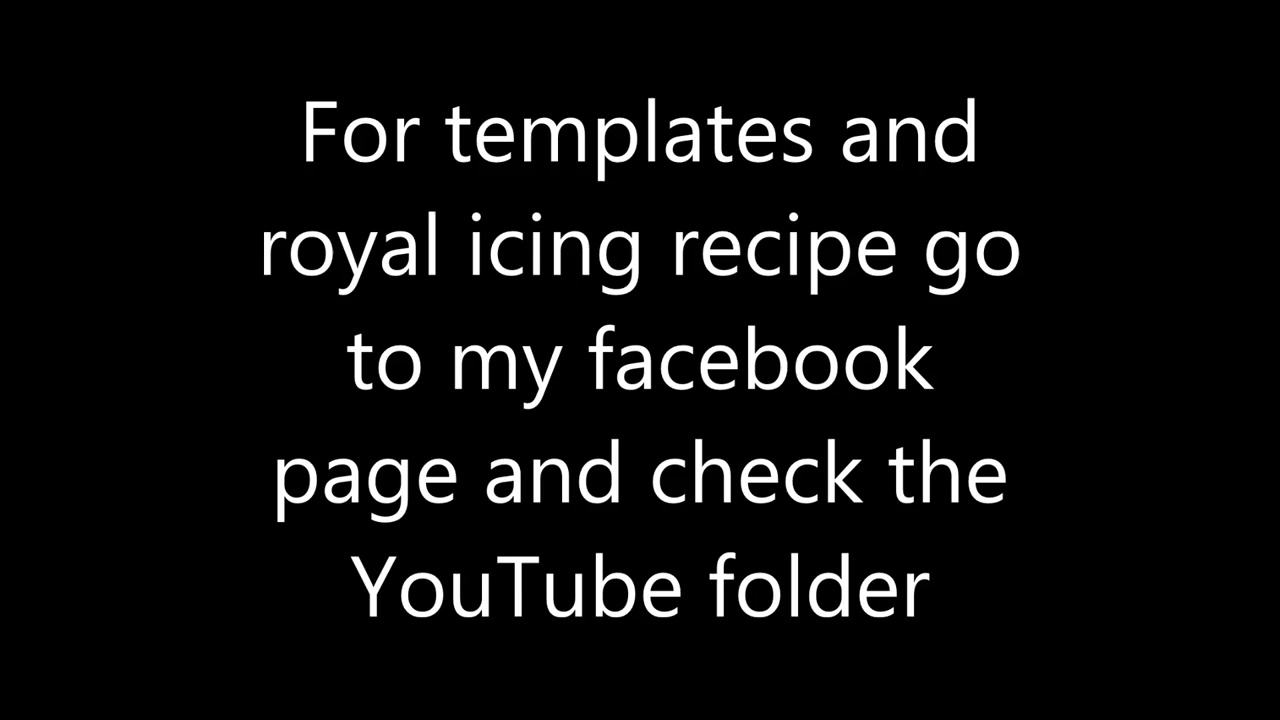 For templates and
royal icing recipe go
to my facebook
page and check the
YouTube folder